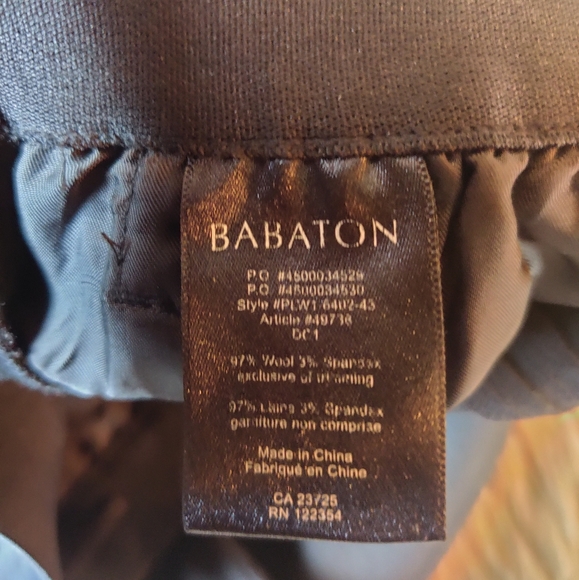 BABATON
P.O. #4500034529
P.O. #4500034530
Style #PLW1 6402-43
Article #49736
DC1
97% Wool 3% Spandex
exclusive of trimming
97% Laine 3% Spandex
garniture non comprise
Made in China
Fabriqué en Chine
CA 23725
RN 122354